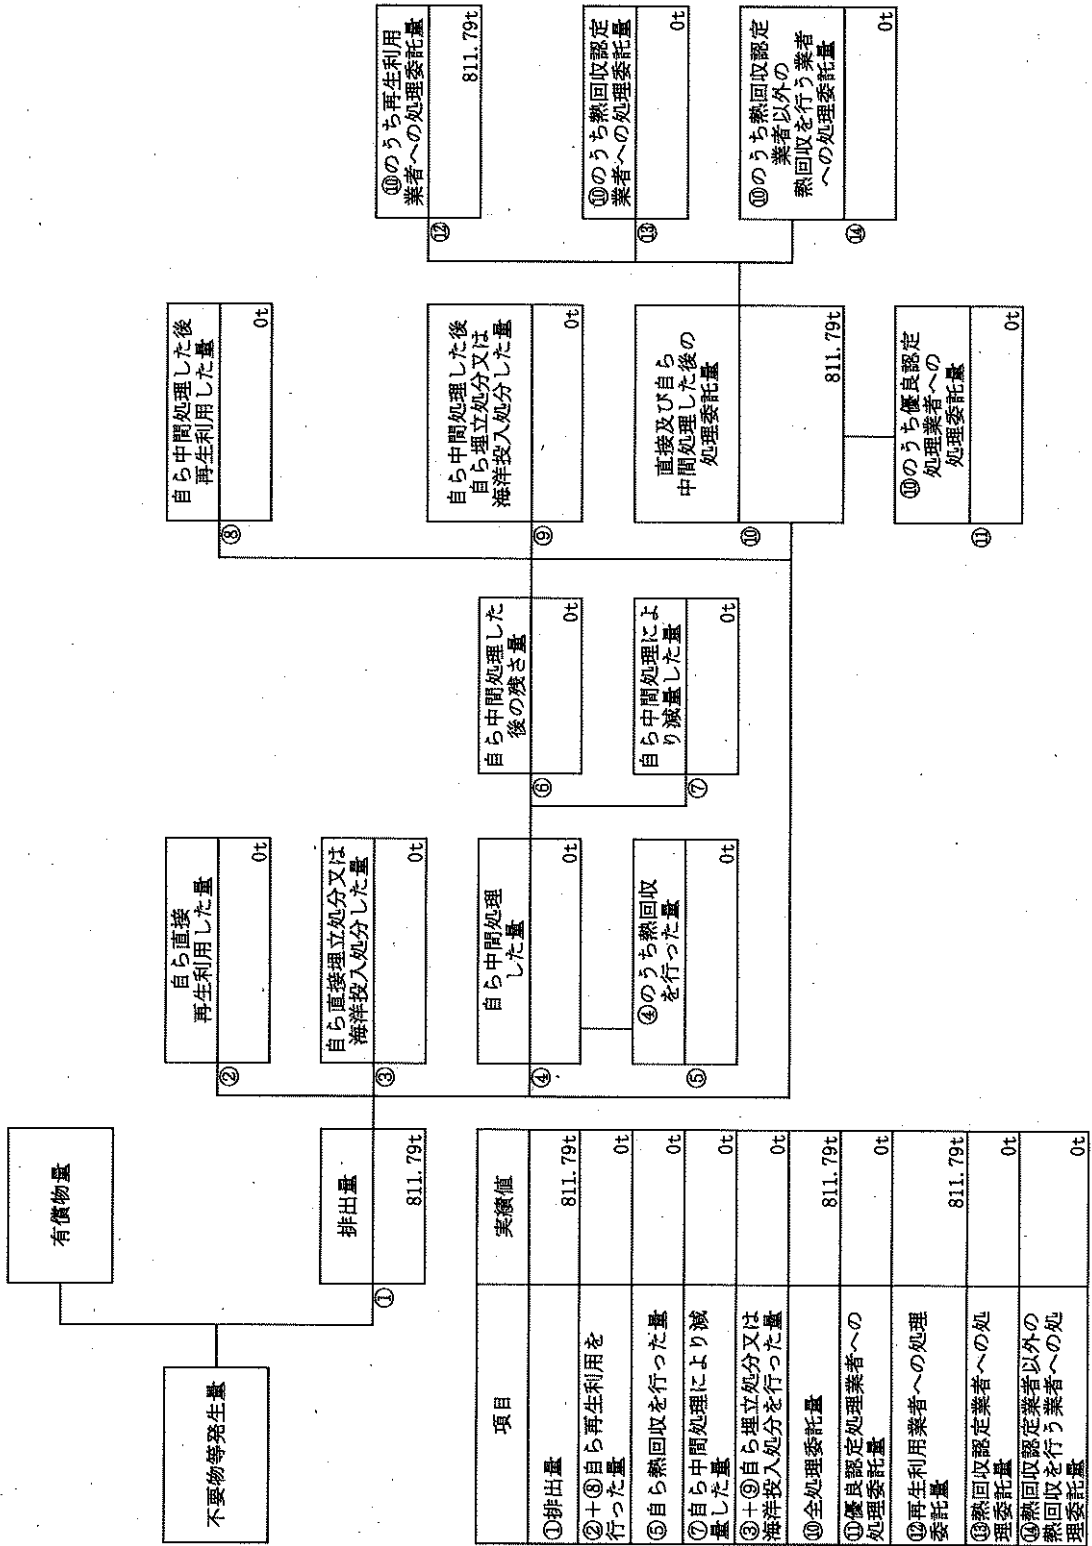 不要物等発生量
有償物量
排出量
①
811.79t
自ら直接
再生利用した量
②
0t
自ら直接埋立処分又は
海洋投入処分した量
③
0t
自ら中間処理
した量
④
0t
④のうち熱回収
を行った量
⑤
0t
自ら中間処理した
後の残さ量
⑥
0t
自ら中間処理によ
り減量した量
⑦
0t
自ら中間処理した後
再生利用した量
⑧
0t
自ら中間処理した後
自ら埋立処分又は
海洋投入処分した量
⑨
0t
直接及び自ら
中間処理した後の
処理委託量
⑩
811.79t
⑩のうち優良認定
処理業者への
処理委託量
⑪
0t
⑩のうち再生利用
業者への処理委託量
⑫
811.79t
⑩のうち熱回収認定
業者への処理委託量
⑬
0t
⑩のうち熱回収認定
業者以外の
熱回収を行う業者
への処理委託量
⑭
0t
項目 実績値
①排出量 811.79t
②+⑧自ら再生利用を
行った量 0t
⑤自ら熱回収を行った量 0t
⑦自ら中間処理により減
量した量 0t
③+⑨自ら埋立処分又は
海洋投入処分を行った量 0t
⑩全処理委託量 811.79t
⑪優良認定処理業者への
処理委託量 0t
⑫再生利用業者への処理
委託量 811.79t
⑬熱回収認定業者への処
理委託量 0t
⑭熱回収認定業者以外の
熱回収を行う業者への処
理委託量 0t